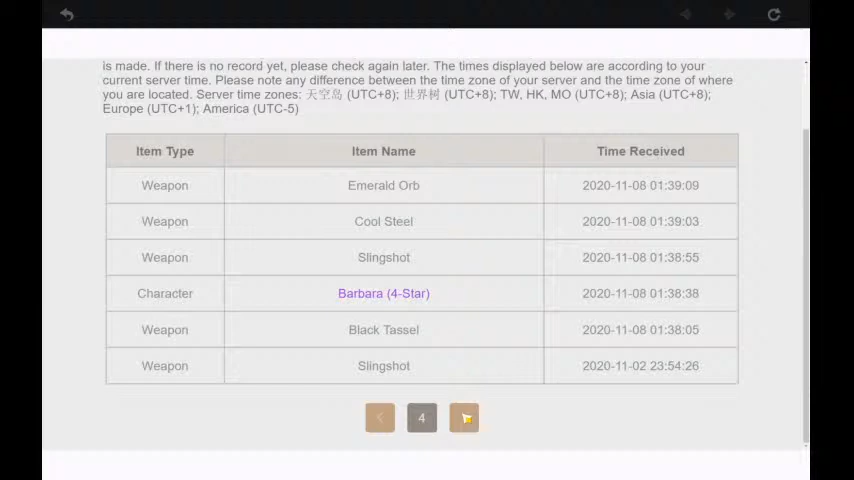 is made. If there is no record yet, please check again later. The times displayed below are according to your
current server time. Please note any difference between the time zone of your server and the time zone of where
you are located. Server time zones: 天空岛 (UTC+8); 世界树 (UTC+8); TW, HK, MO (UTC+8); Asia (UTC+8);
Europe (UTC+1); America (UTC-5)
Item Type Item Name Time Received
Weapon Emerald Orb 2020-11-08 01:39:09
Weapon Cool Steel 2020-11-08 01:39:03
Weapon Slingshot 2020-11-08 01:38:55
Character Barbara (4-Star) 2020-11-08 01:38:38
Weapon Black Tassel 2020-11-08 01:38:05
Weapon Slingshot 2020-11-02 23:54:26
4